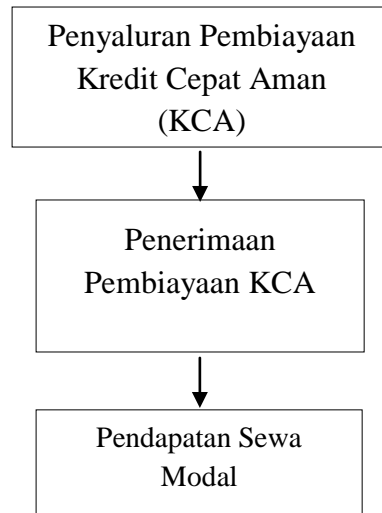 Penyaluran Pembiayaan
Kredit Cepat Aman
(KCA)
Penerimaan
Pembiayaan KCA
Pendapatan Sewa
Modal